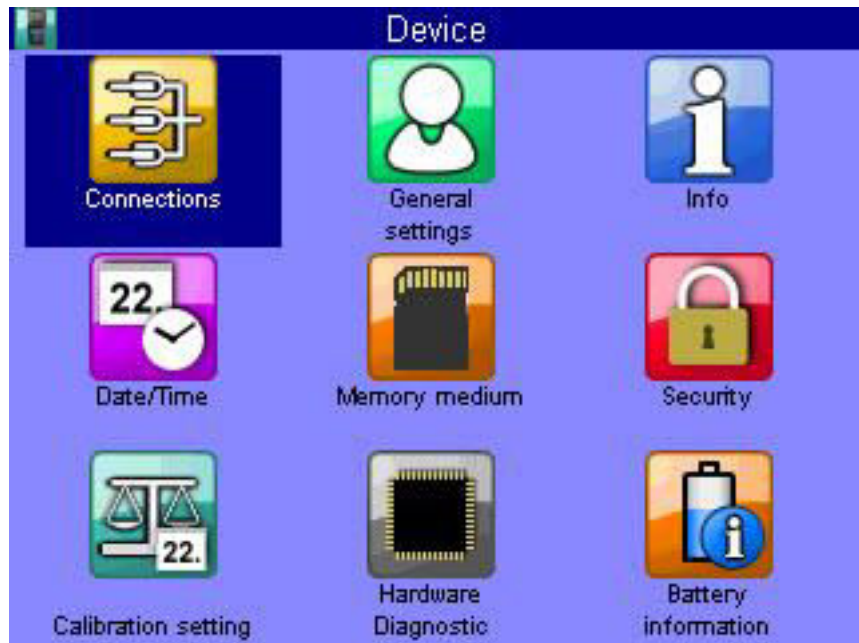 Device
Connections
General
settings
Info
22.
Date/Time
Memory medium
Security
22.
Calibration setting
Hardware
Diagnostic
Battery
information